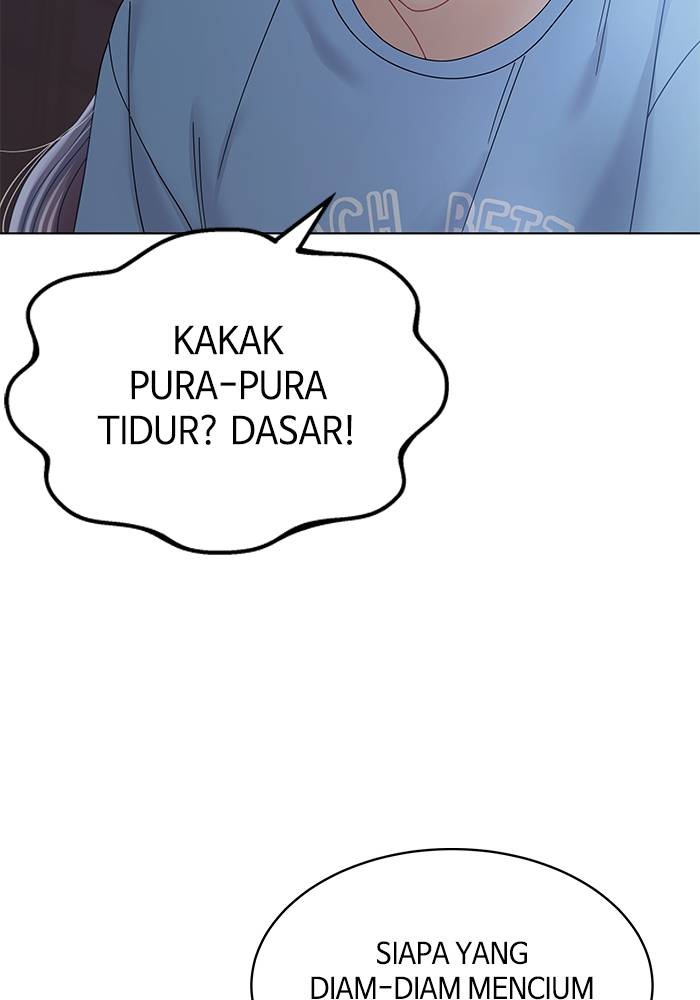 KAKAK
PURA-PURA
TIDUR? DASAR!
SIAPA YANG
DIAM-DIAM MENCIUM